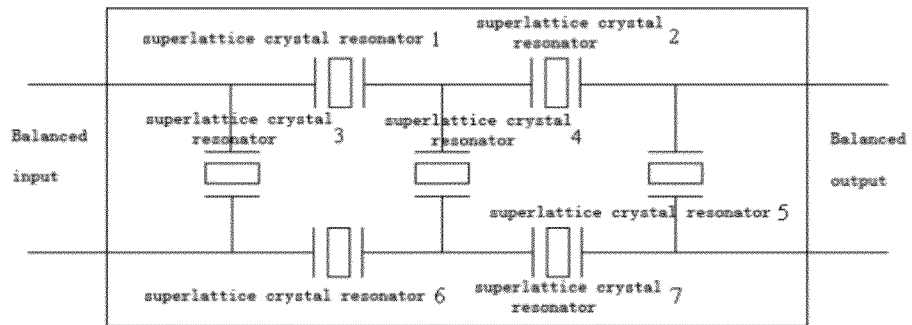 superlattice crystal resonator 1
superlattice crystal
resonator 2
Balanced
input
superlattice crystal
resonator 3
superlattice crystal
resonator 4
Balanced
output
superlattice crystal resonator 5
superlattice crystal resonator 6
superlattice crystal
resonator 7